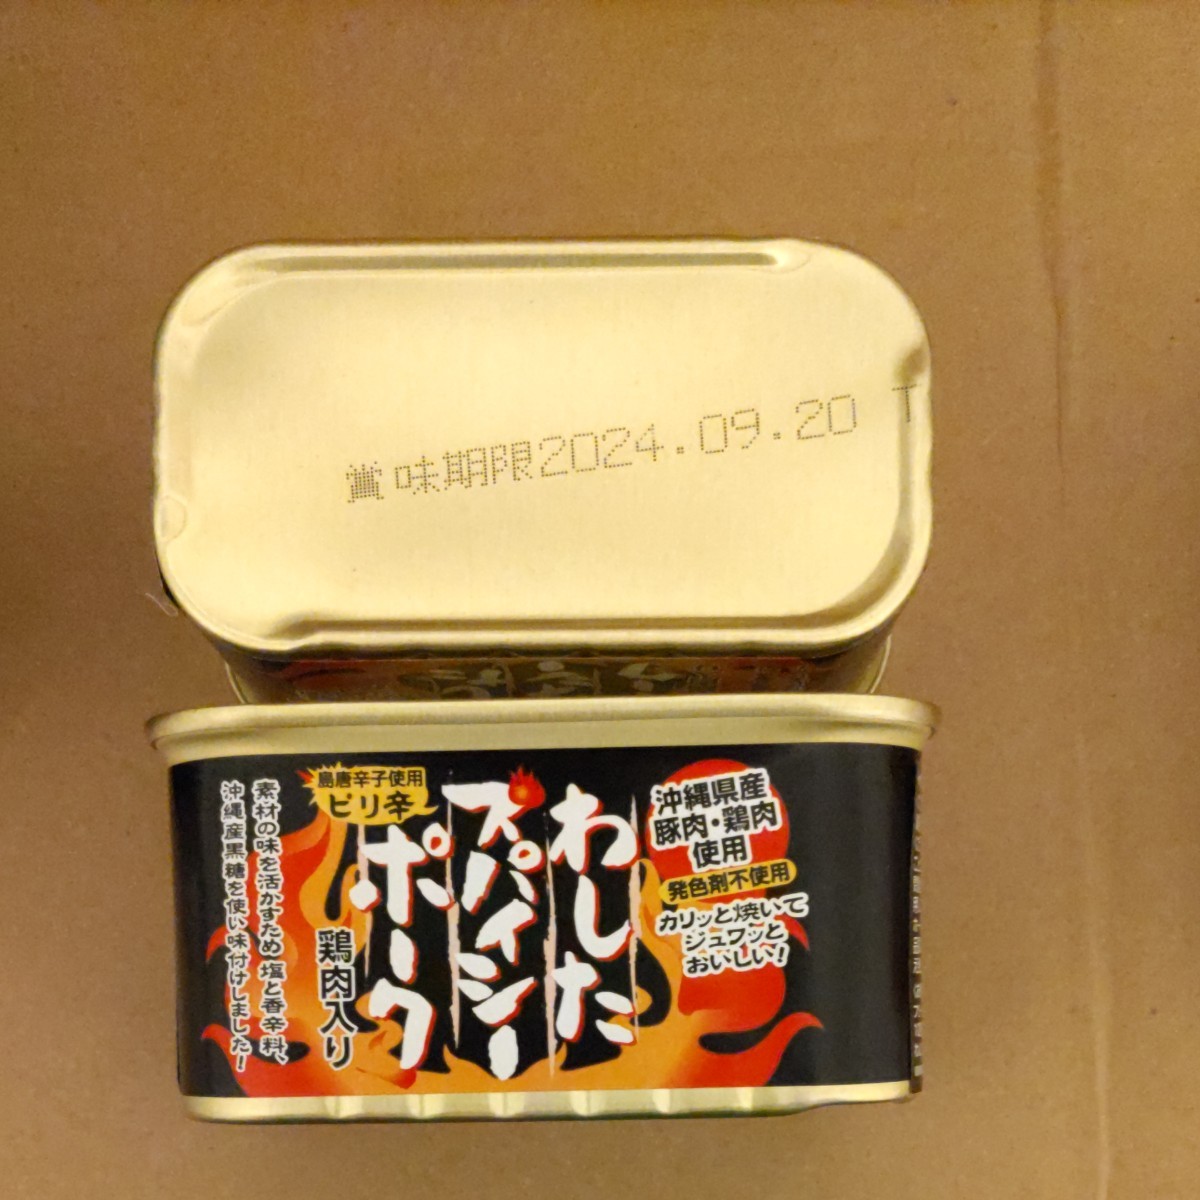 賞味期限2024.09.20 T
沖縄県産
豚肉・鶏肉
使用
発色剤不使用
カリッと焼いて
ジュワッと
おいしい!
わした
スパイシー
ポーク
鶏肉入り
島唐辛子使用
ピリ辛
素材の味を活かすため 塩と香辛料、
沖縄産黒糖を使い味付けしました!